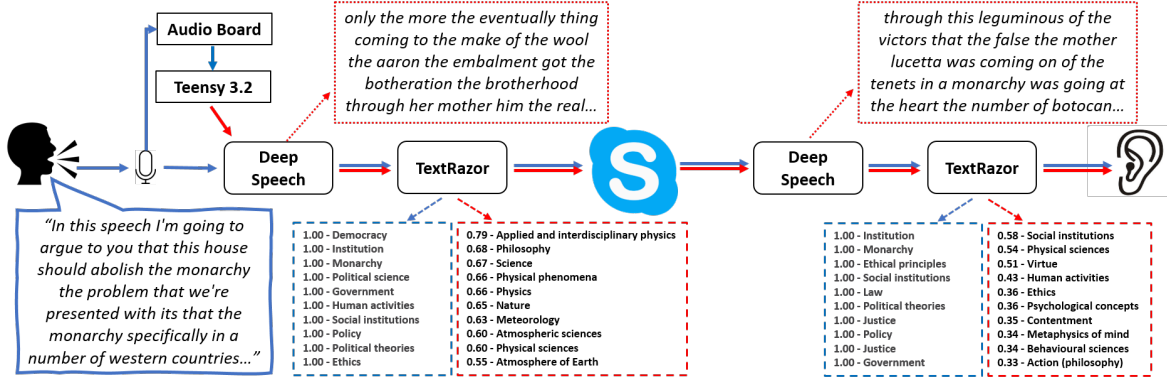 Audio Board
Teensy 3.2
only the more the eventually thing
coming to the make of the wool
the aaron the embalment got the
botheration the brotherhood
through her mother him the real...
through this leguminous of the
victors that the false the mother
lucetta was coming on of the
tenets in a monarchy was going at
the heart the number of botocan...
Deep
Speech
TextRazor
S
Deep
Speech
TextRazor
“In this speech I'm going to
argue to you that this house
should abolish the monarchy
the problem that we're
presented with its that the
monarchy specifically in a
number of western countries...”
1.00 - Democracy
1.00 - Institution
1.00 - Monarchy
1.00 - Political science
1.00 - Government
1.00 - Human activities
1.00 - Social institutions
1.00 - Policy
1.00 - Political theories
1.00 - Ethics
0.79 - Applied and interdisciplinary physics
0.68 - Philosophy
0.67 - Science
0.66 - Physical phenomena
0.66 - Physics
0.65 - Nature
0.63 - Meteorology
0.60 - Atmospheric sciences
0.60 - Physical sciences
0.55 - Atmosphere of Earth
1.00 - Institution
1.00 - Monarchy
1.00 - Ethical principles
1.00 - Social institutions
1.00 - Law
1.00 - Political theories
1.00 - Justice
1.00 - Policy
1.00 - Justice
1.00 - Government
0.58 - Social institutions
0.54 - Physical sciences
0.51 - Virtue
0.43 - Human activities
0.36 - Ethics
0.36 - Psychological concepts
0.35 - Contentment
0.34 - Metaphysics of mind
0.34 - Behavioural sciences
0.33 - Action (philosophy)